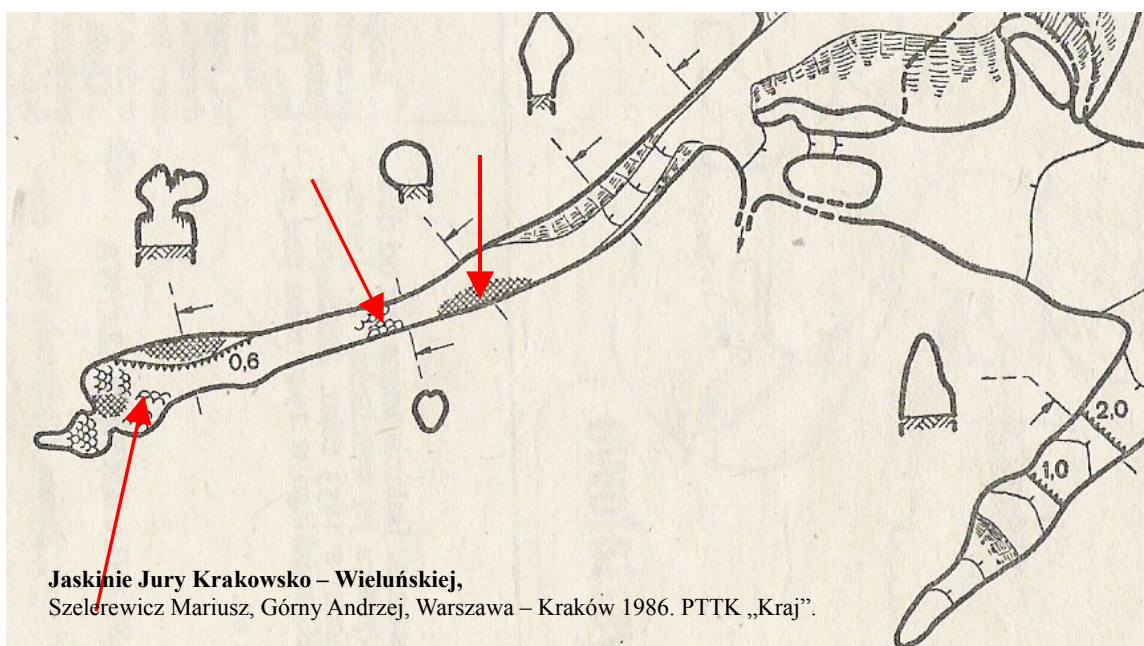 0,6
2,0
1,0
Jaskinie Jury Krakowsko – Wieluńskiej,
Szelerewicz Mariusz, Górny Andrzej, Warszawa – Kraków 1986. PTTK „Kraj”.